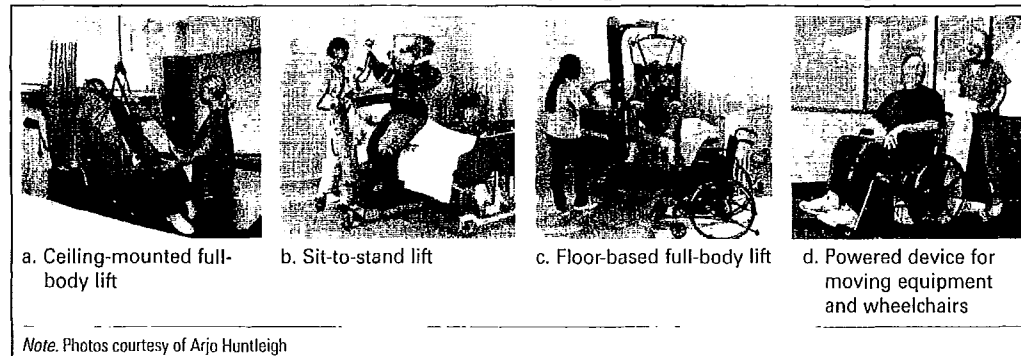 a. Ceiling-mounted full-
body lift
b. Sit-to-stand lift
c. Floor-based full-body lift
d. Powered device for
moving equipment
and wheelchairs
Note. Photos courtesy of Arjo Huntleigh